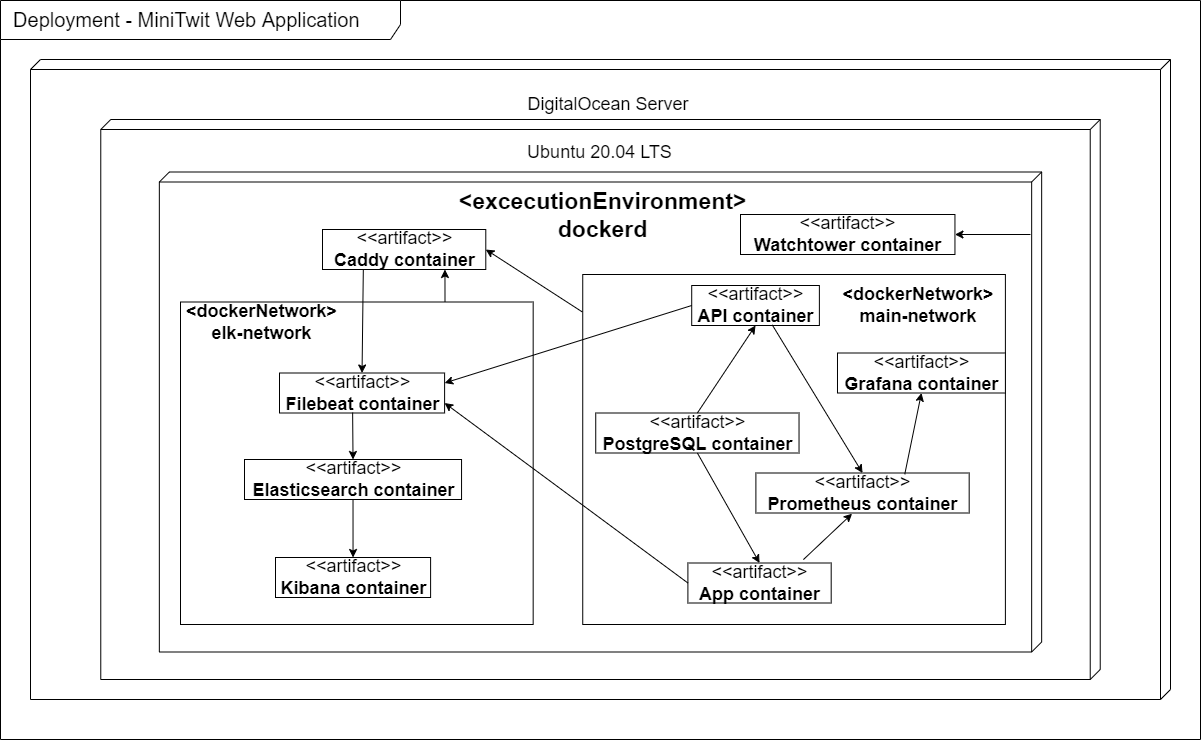 Deployment - MiniTwit Web Application
DigitalOcean Server
Ubuntu 20.04 LTS
<excecutionEnvironment>
dockerd
<<artifact>>
Watchtower container
<<artifact>>
Caddy container
<dockerNetwork>
elk-network
<<artifact>>
Filebeat container
<<artifact>>
Elasticsearch container
<<artifact>>
Kibana container
<<artifact>>
API container
<dockerNetwork>
main-network
<<artifact>>
Grafana container
<<artifact>>
PostgreSQL container
<<artifact>>
Prometheus container
<<artifact>>
App container